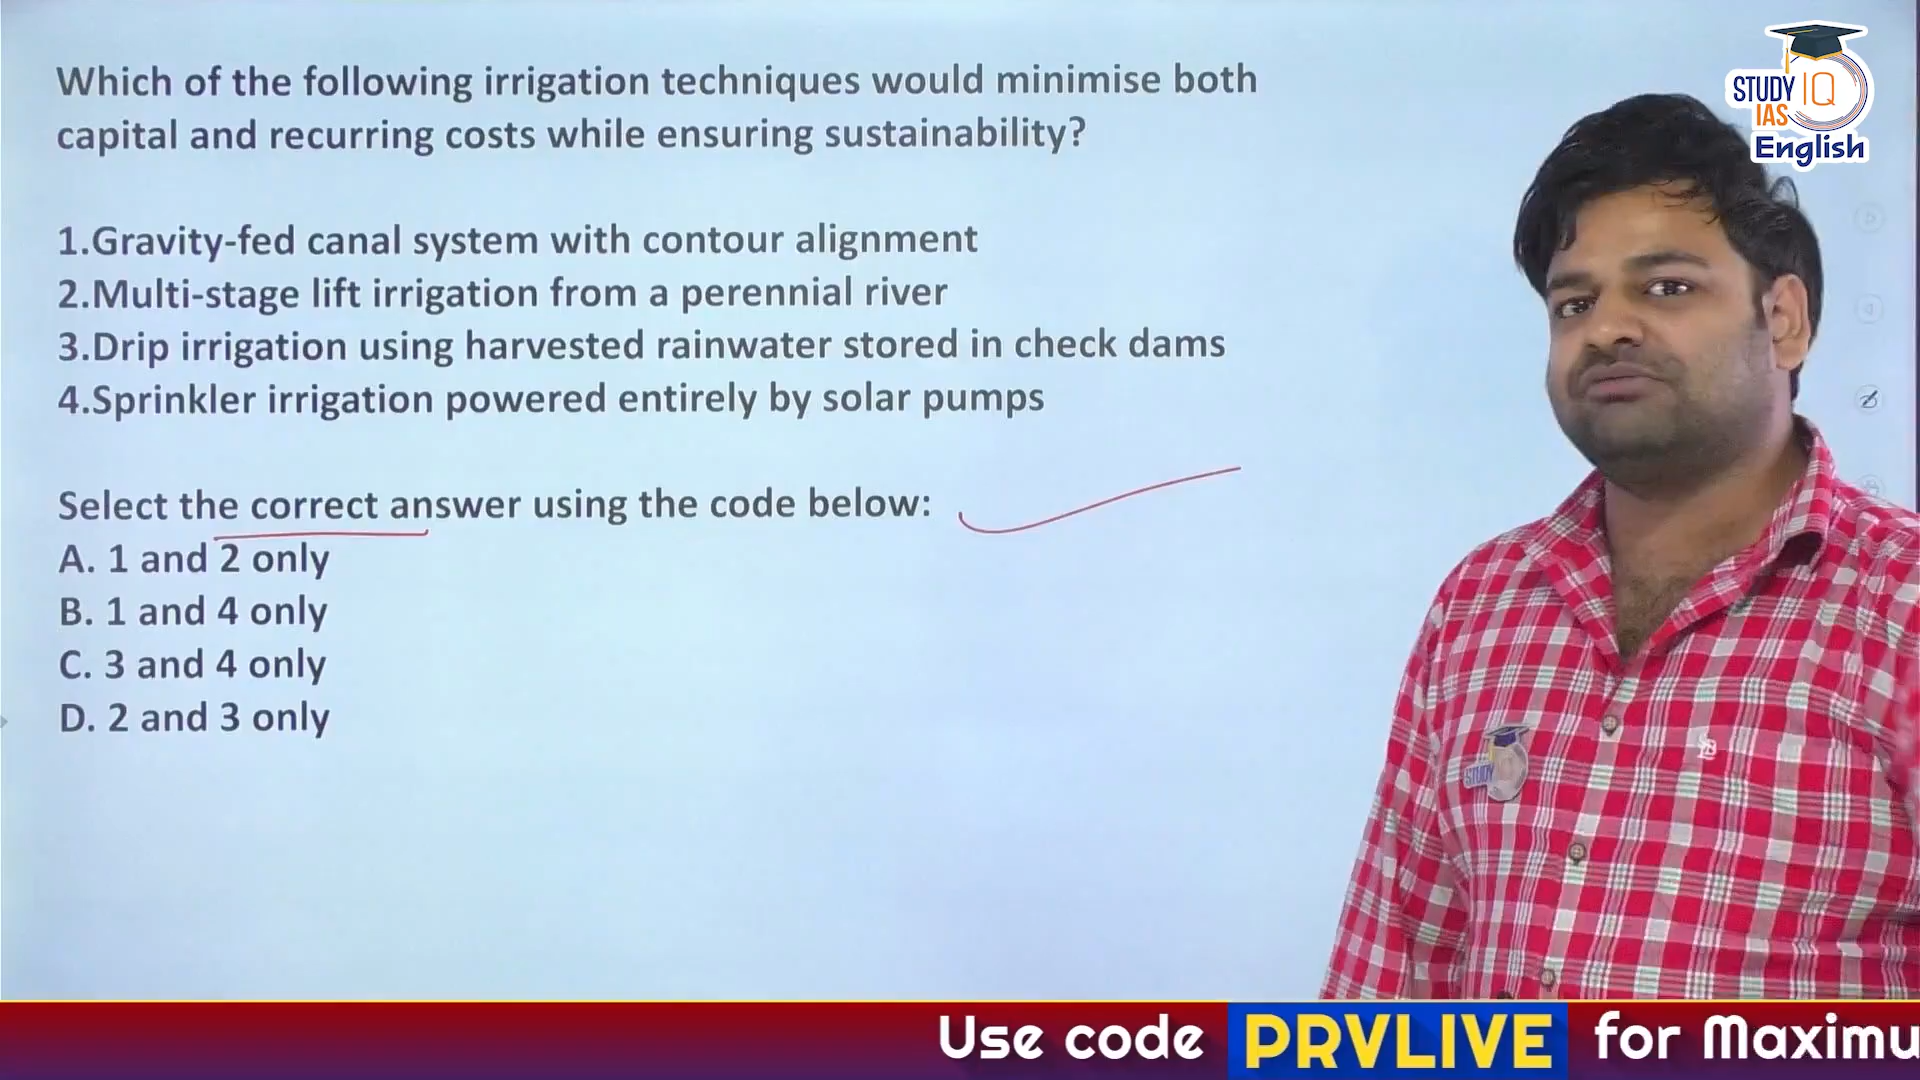 Which of the following irrigation techniques would minimise both
capital and recurring costs while ensuring sustainability?
1.Gravity-fed canal system with contour alignment
2.Multi-stage lift irrigation from a perennial river
3.Drip irrigation using harvested rainwater stored in check dams
4.Sprinkler irrigation powered entirely by solar pumps
Select the correct answer using the code below:
A. 1 and 2 only
B. 1 and 4 only
C. 3 and 4 only
D. 2 and 3 only
STUDY IQ
IAS
English
STUDY
Use code PRVLIVE for Maximu